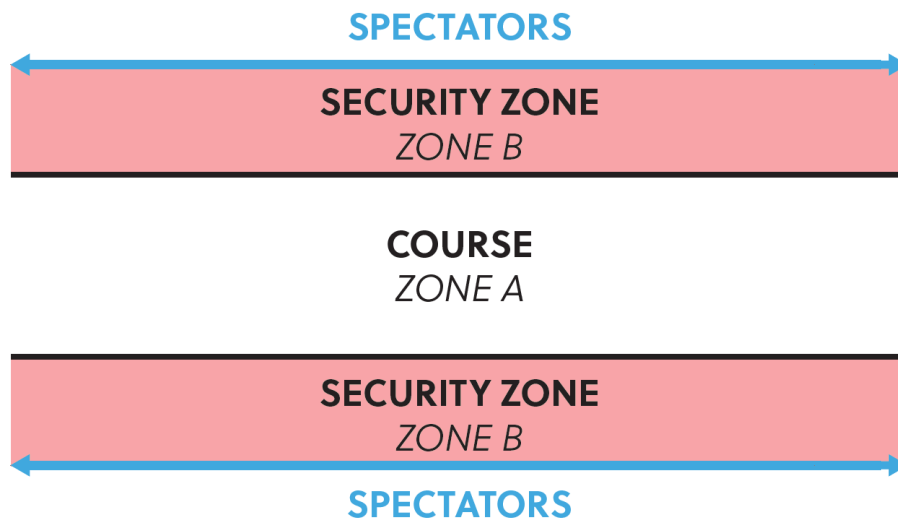 SPECTATORS
SECURITY ZONE
ZONE B
COURSE
ZONE A
SECURITY ZONE
ZONE B
SPECTATORS